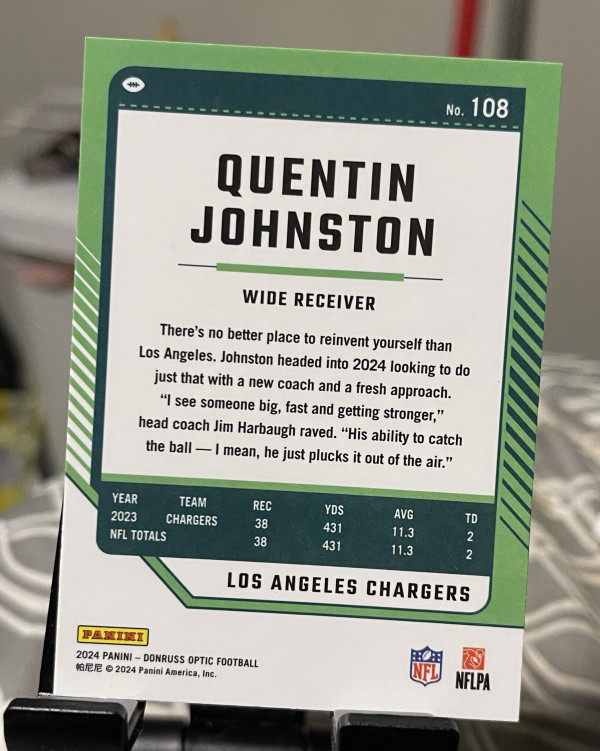 No. 108
QUENTIN
JOHNSTON
WIDE RECEIVER
There's no better place to reinvent yourself than
Los Angeles. Johnston headed into 2024 looking to do
just that with a new coach and a fresh approach.
“I see someone big, fast and getting stronger,”
head coach Jim Harbaugh raved. “His ability to catch
the ball — I mean, he just plucks it out of the air.”
YEAR TEAM REC YDS AVG TD
2023 CHARGERS 38 431 11.3 2
NFL TOTALS 38 431 11.3 2
LOS ANGELES CHARGERS
PANINI
2024 PANINI – DONRUSS OPTIC FOOTBALL
帕尼尼 © 2024 Panini America, Inc.
NFL
NFLPA